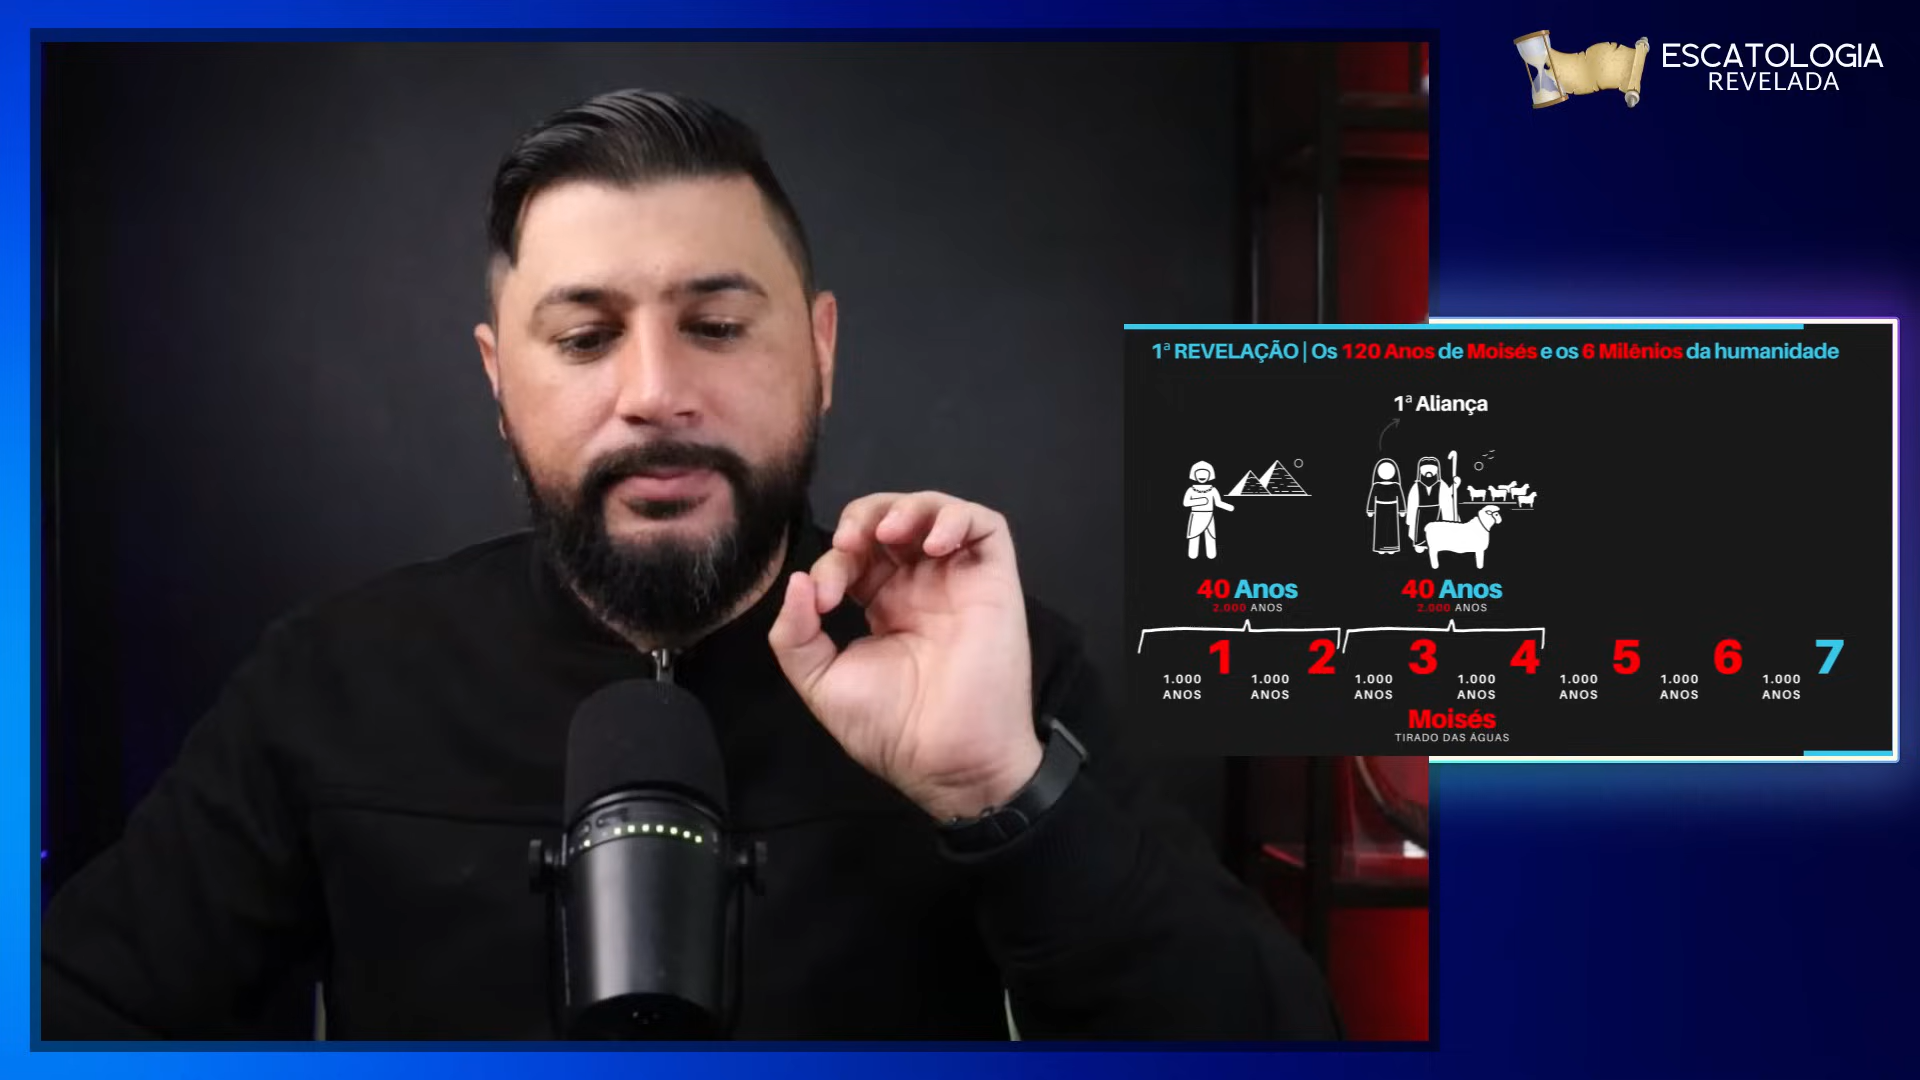 ESCATOLOGIA
REVELADA
1ª REVELAÇÃO | Os 120 Anos de Moisés e os 6 Milênios da humanidade
1ª Aliança
40 Anos
2.000 ANOS
40 Anos
2.000 ANOS
1 2 3 4 5 6 7
1.000 ANOS
1.000 ANOS
1.000 ANOS
1.000 ANOS
1.000 ANOS
1.000 ANOS
1.000 ANOS
Moisés
TIRADO DAS ÁGUAS